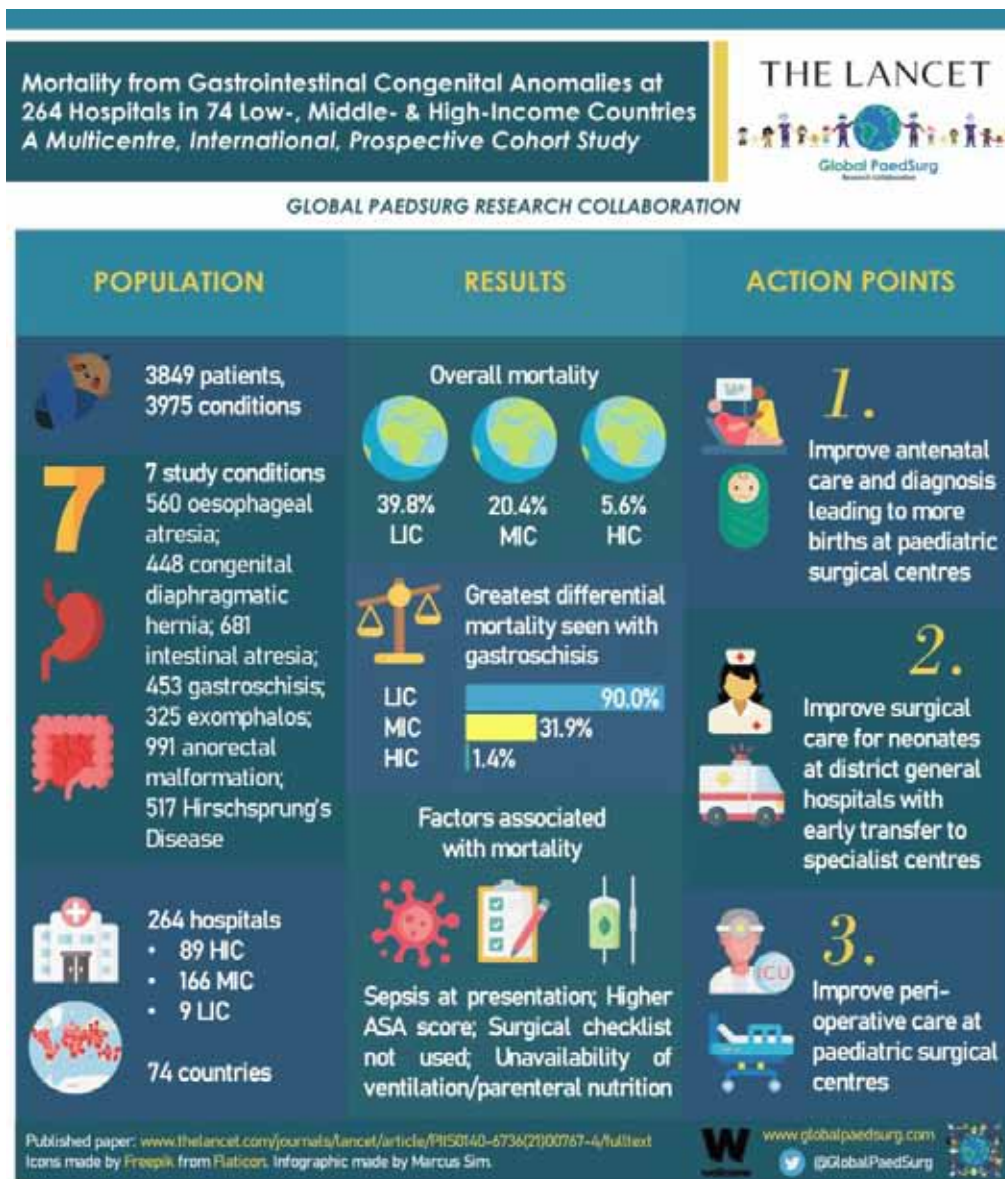 Mortality from Gastrointestinal Congenital Anomalies at
264 Hospitals in 74 Low-, Middle- & High-Income Countries
A Multicentre, International, Prospective Cohort Study
THE LANCET
Global PaedSurg
Research Collaboration
GLOBAL PAEDSURG RESEARCH COLLABORATION
POPULATION
3849 patients,
3975 conditions
7
7 study conditions
560 oesophageal
atresia;
448 congenital
diaphragmatic
hernia; 681
intestinal atresia;
453 gastroschisis;
325 exomphalos;
991 anorectal
malformation;
517 Hirschsprung's
Disease
264 hospitals
• 89 HIC
• 166 MIC
• 9 LIC
74 countries
RESULTS
Overall mortality
39.8% 20.4% 5.6%
LIC MIC HIC
Greatest differential
mortality seen with
gastroschisis
LIC 90.0%
MIC 31.9%
HIC 1.4%
Factors associated
with mortality
Sepsis at presentation; Higher
ASA score; Surgical checklist
not used; Unavailability of
ventilation/parenteral nutrition
ACTION POINTS
1.
Improve antenatal
care and diagnosis
leading to more
births at paediatric
surgical centres
2.
Improve surgical
care for neonates
at district general
hospitals with
early transfer to
specialist centres
3.
ICU
Improve peri-
operative care at
paediatric surgical
centres
Published paper: www.thelancet.com/journals/lancet/article/PIIS0140-6736(21)00767-4/fulltext
Icons made by Freepik from Flaticon. Infographic made by Marcus Sim.
W
wellcome
www.globalpaedsurg.com
@GlobalPaedSurg